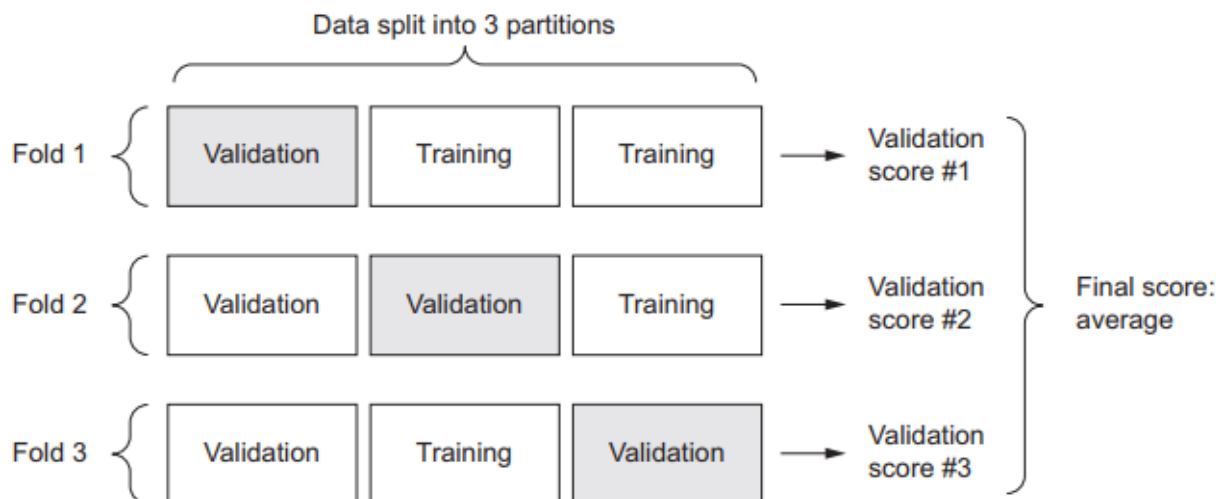 Data split into 3 partitions
Fold 1
Validation
Training
Training
Validation
score #1
Fold 2
Validation
Validation
Training
Validation
score #2
Final score:
average
Fold 3
Validation
Training
Validation
Validation
score #3